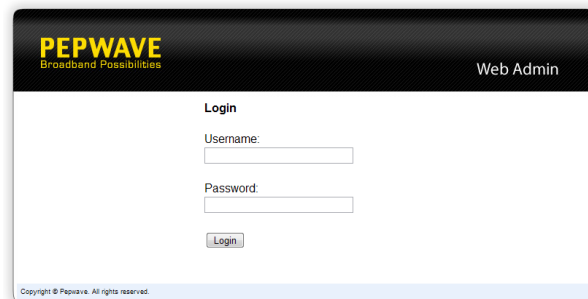 PEPWAVE
Broadband Possibilities
Web Admin
Login
Username:
Password:
Login
Copyright © Pepwave. All rights reserved.